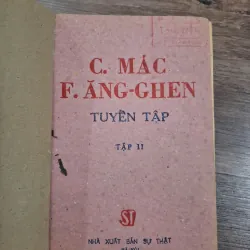 C. MÁC
F. ĂNG-GHEN
TUYỂN TẬP
TẬP II
ST
NHÀ XUẤT BẢN SỰ THẬT